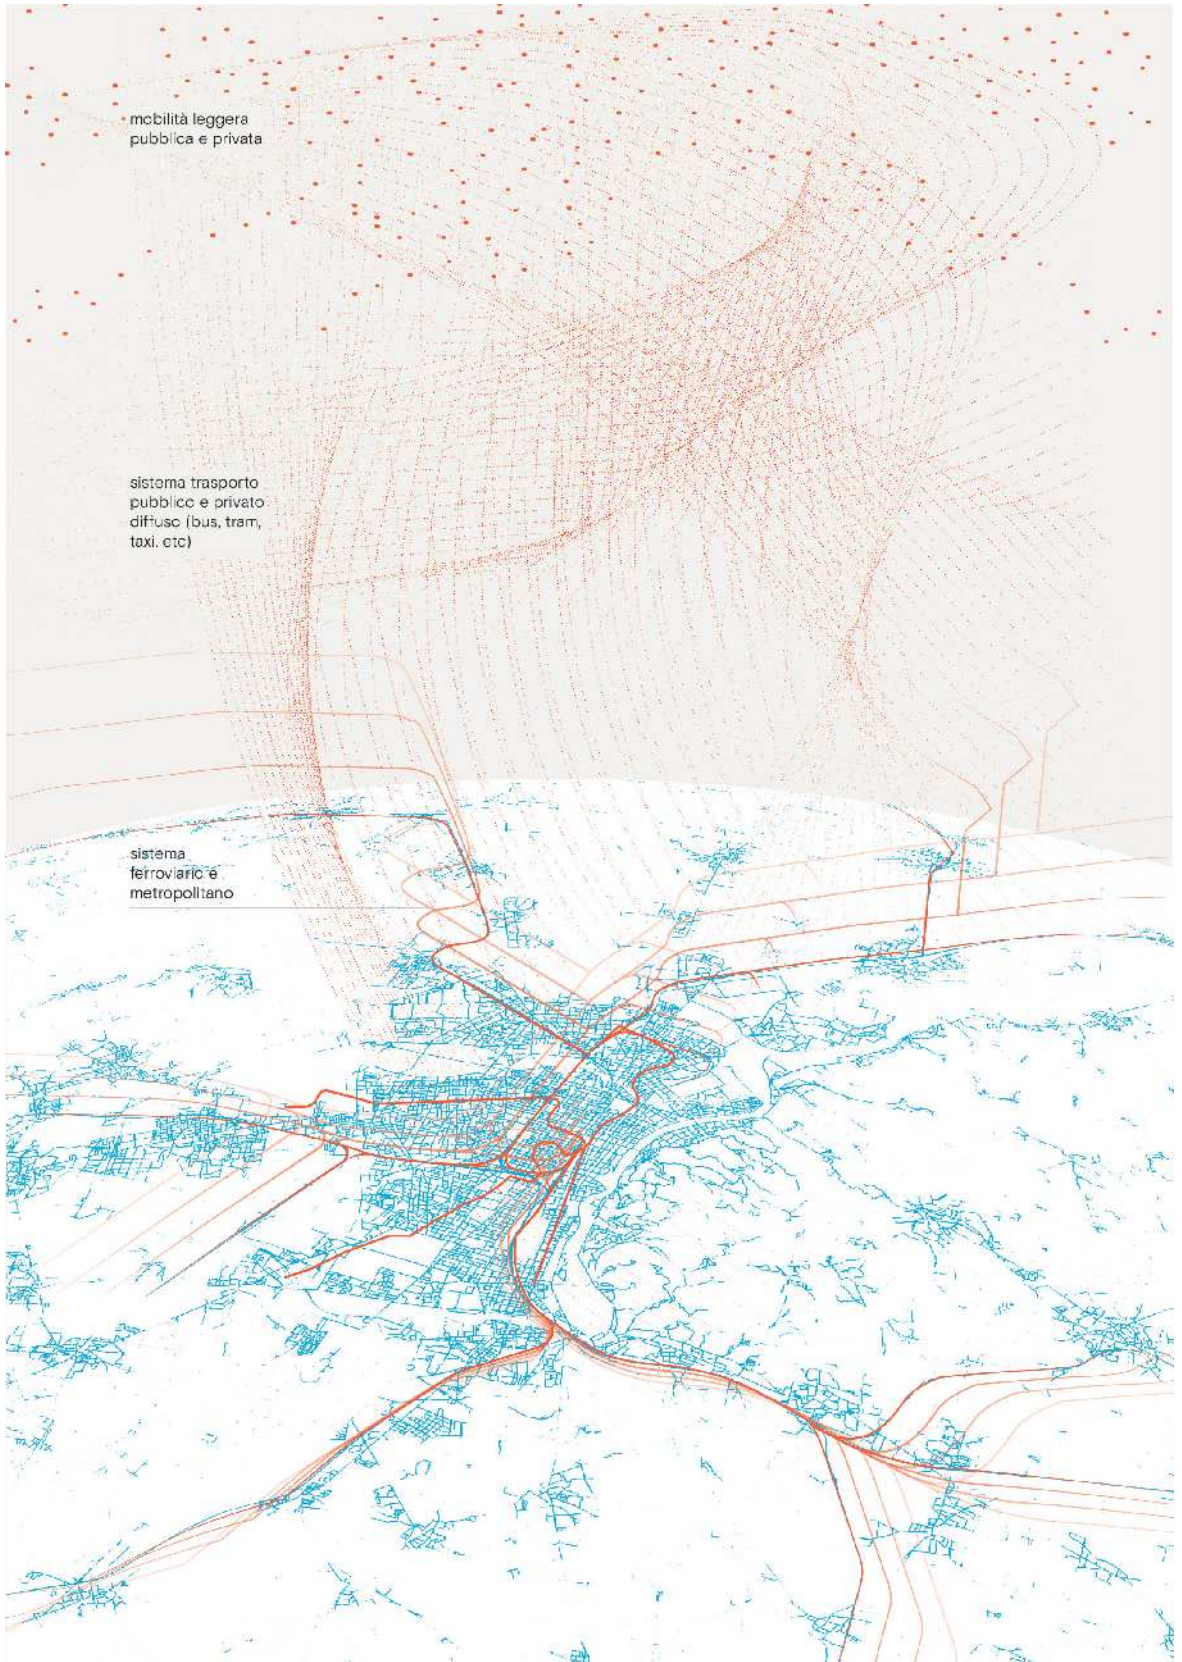 mobilità leggera
pubblica e privata
sistema trasporto
pubblico e privato
diffuso (bus, tram,
taxi, etc)
sistema
ferroviario e
metropolitano